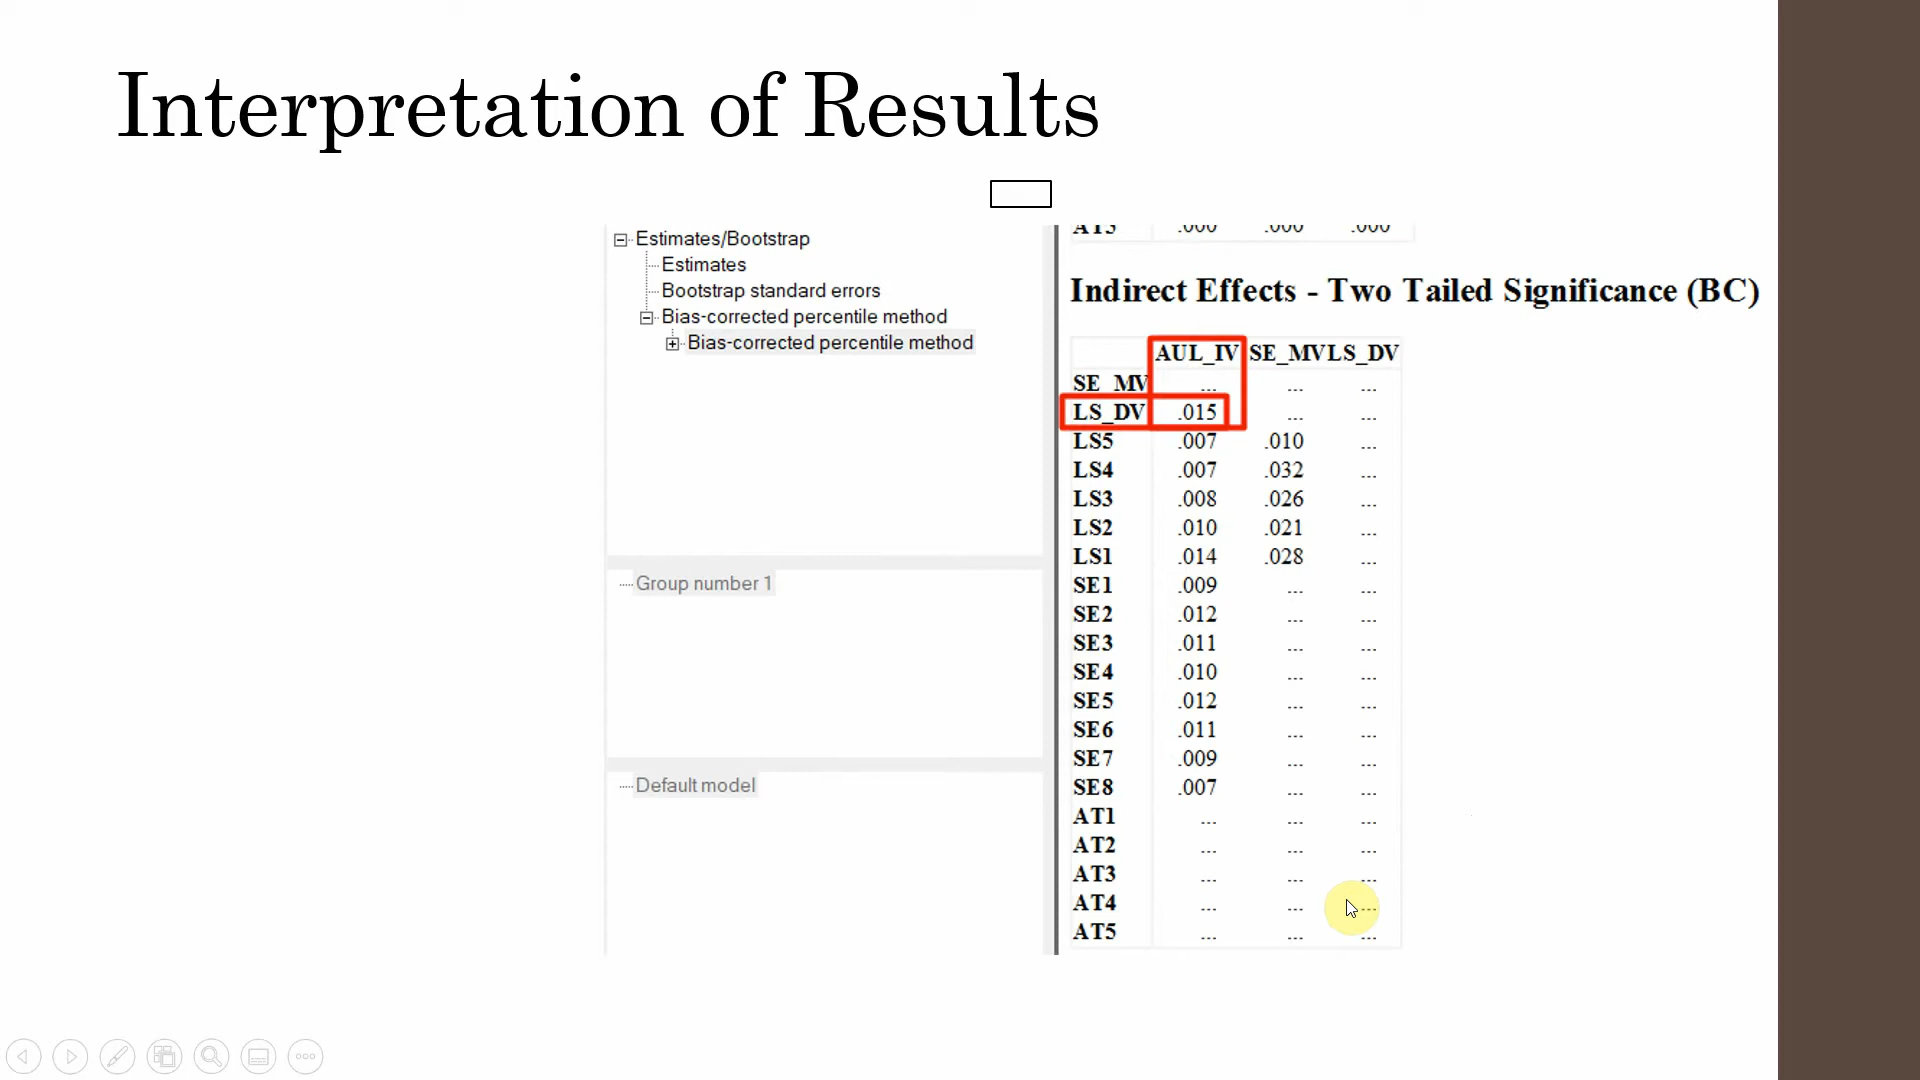 Interpretation of Results
Estimates/Bootstrap
Estimates
Bootstrap standard errors
Bias-corrected percentile method
Bias-corrected percentile method
Group number 1
Default model
.000 .000 .000
Indirect Effects - Two Tailed Significance (BC)
AUL_IV SE_MV LS_DV
SE_MV ... ... ...
LS_DV .015 ... ...
LS5 .007 .010 ...
LS4 .007 .032 ...
LS3 .008 .026 ...
LS2 .010 .021 ...
LS1 .014 .028 ...
SE1 .009 ... ...
SE2 .012 ... ...
SE3 .011 ... ...
SE4 .010 ... ...
SE5 .012 ... ...
SE6 .011 ... ...
SE7 .009 ... ...
SE8 .007 ... ...
AT1 ... ... ...
AT2 ... ... ...
AT3 ... ... ...
AT4 ... ... ...
AT5 ... ... ...